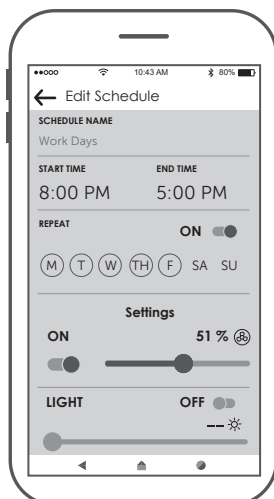 10:43 AM 80%
Edit Schedule
SCHEDULE NAME
Work Days
START TIME END TIME
8:00 PM 5:00 PM
REPEAT ON
M T W TH F SA SU
Settings
ON 51 %
LIGHT OFF
--